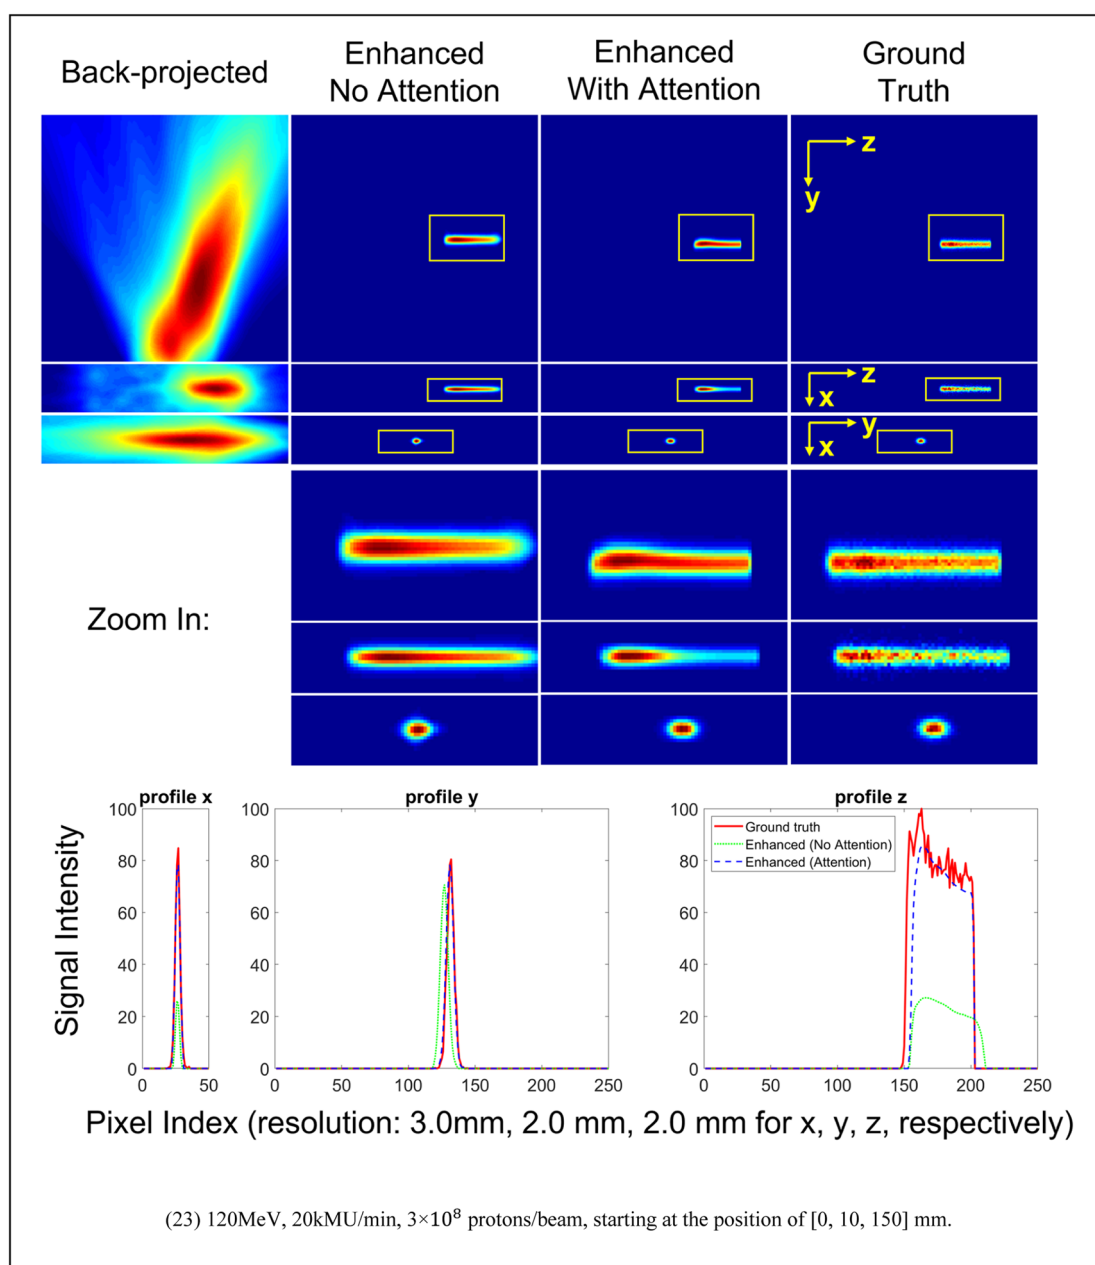 Back-projected
Enhanced
No Attention
Enhanced
With Attention
Ground
Truth
z
y
z
x
y
x
Zoom In:
Signal Intensity
profile x
100
80
60
40
20
0
0 50
profile y
100
80
60
40
20
0
0 50 100 150 200 250
profile z
100
80
60
40
20
0
0 50 100 150 200 250
Ground truth
Enhanced (No Attention)
Enhanced (Attention)
Pixel Index (resolution: 3.0mm, 2.0 mm, 2.0 mm for x, y, z, respectively)
(23) 120MeV, 20kMU/min, 3×10⁸ protons/beam, starting at the position of [0, 10, 150] mm.